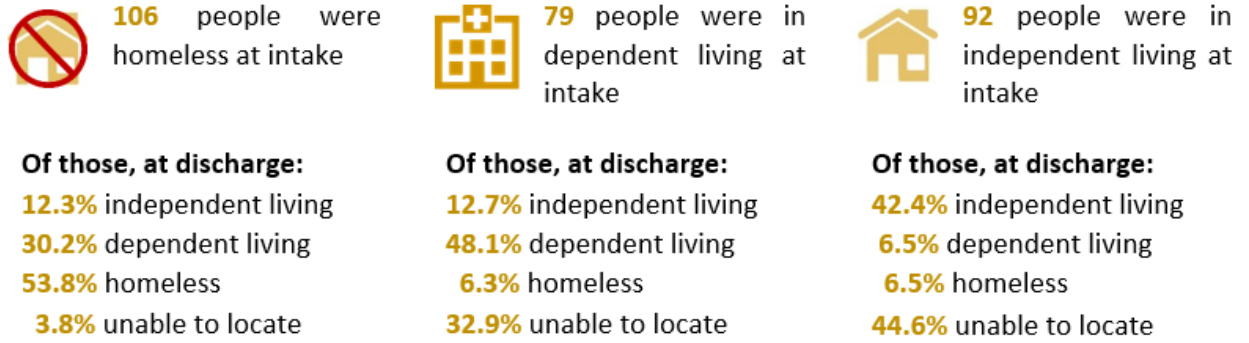 106 people were
homeless at intake
79 people were in
dependent living at
intake
92 people were in
independent living at
intake
Of those, at discharge:
12.3% independent living
30.2% dependent living
53.8% homeless
3.8% unable to locate
Of those, at discharge:
12.7% independent living
48.1% dependent living
6.3% homeless
32.9% unable to locate
Of those, at discharge:
42.4% independent living
6.5% dependent living
6.5% homeless
44.6% unable to locate